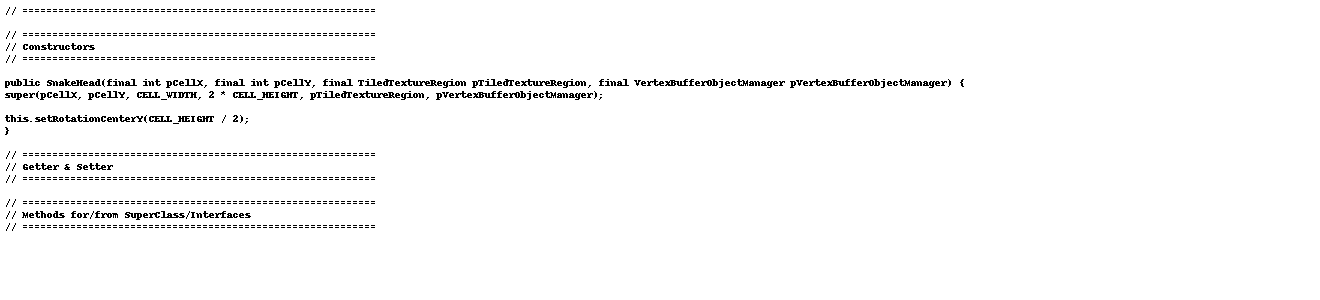 // ===========================================================
// ===========================================================
// Constructors
// ===========================================================
public SnakeHead(final int pCellX, final int pCellY, final TiledTextureRegion pTiledTextureRegion, final VertexBufferObjectManager pVertexBufferObjectManager) {
super(pCellX, pCellY, CELL_WIDTH, 2 * CELL_HEIGHT, pTiledTextureRegion, pVertexBufferObjectManager);
this.setRotationCenterY(CELL_HEIGHT / 2);
}
// ===========================================================
// Getter & Setter
// ===========================================================
// ===========================================================
// Methods for/from SuperClass/Interfaces
// ===========================================================